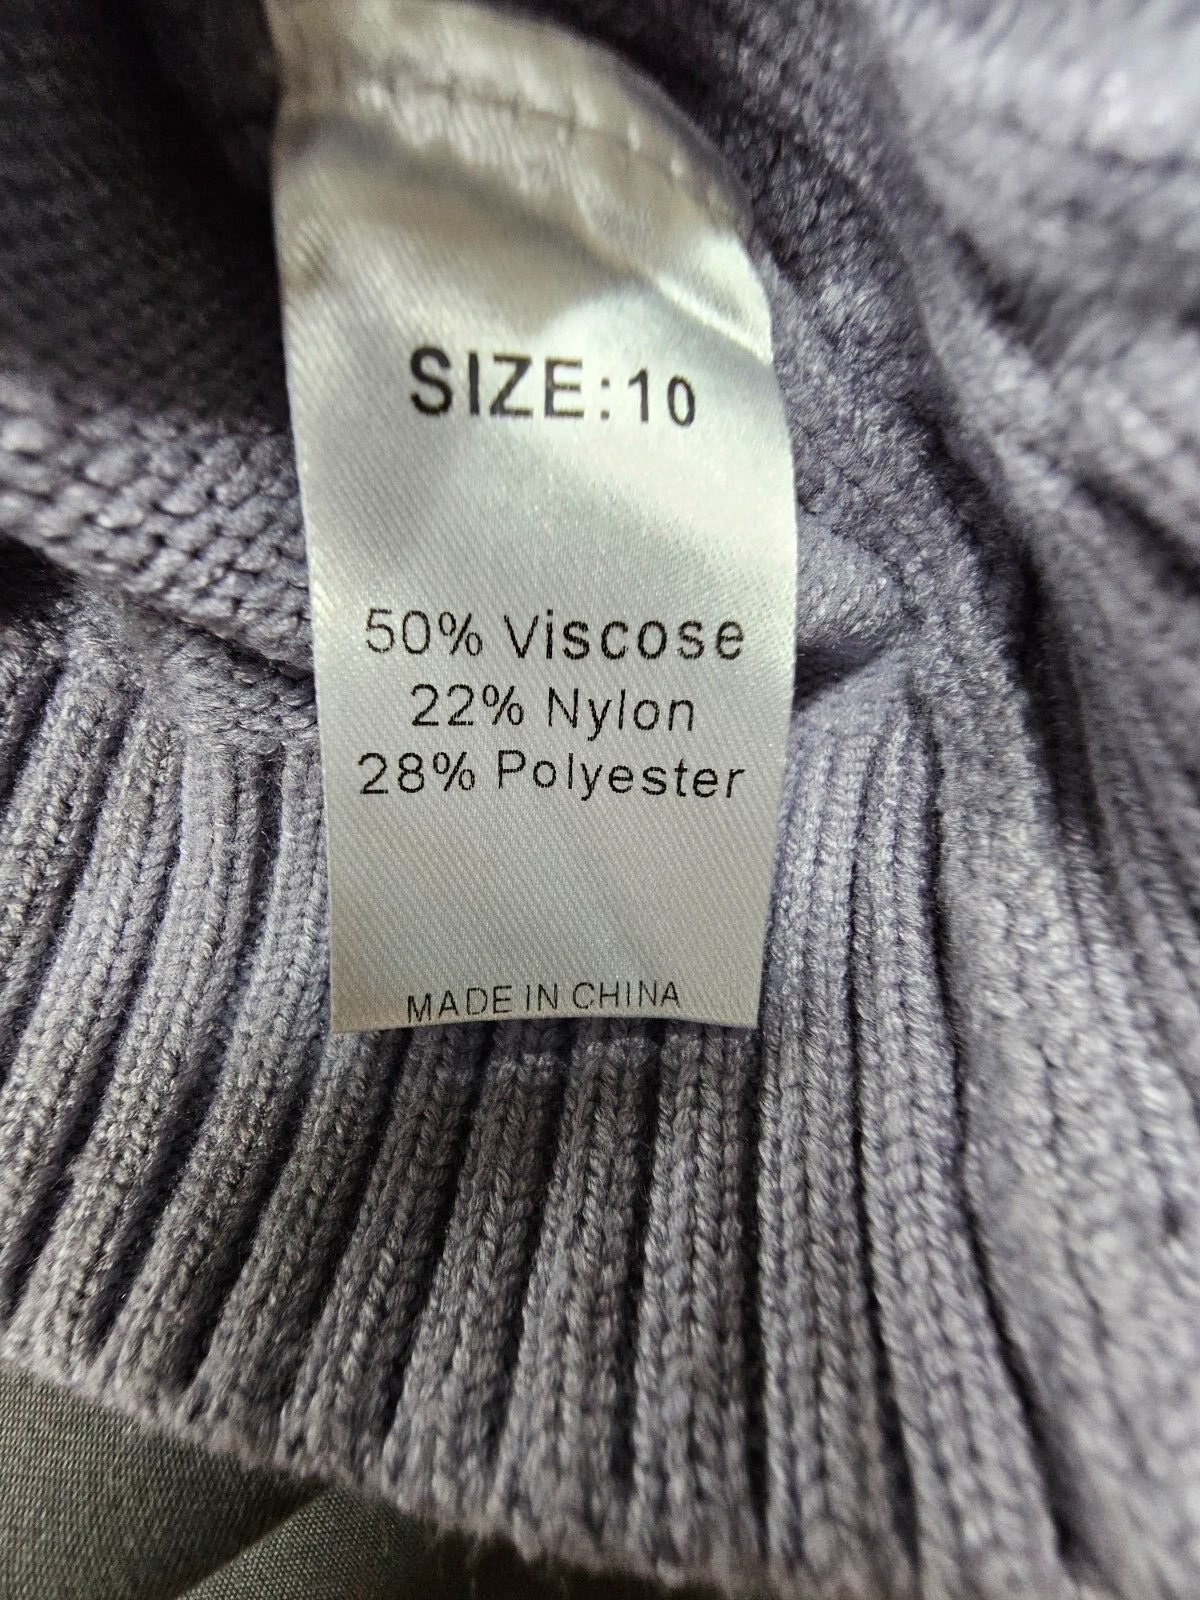 SIZE:10
50% Viscose
22% Nylon
28% Polyester
MADE IN CHINA